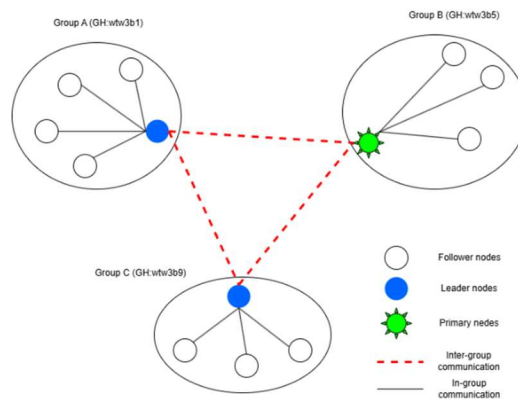 Group A (GH:wtw3b1)
Group B (GH:wtw3b5)
Group C (GH:wtw3b9)
Follower nodes
Leader nodes
Primary nodes
Inter-group
communication
In-group
communication